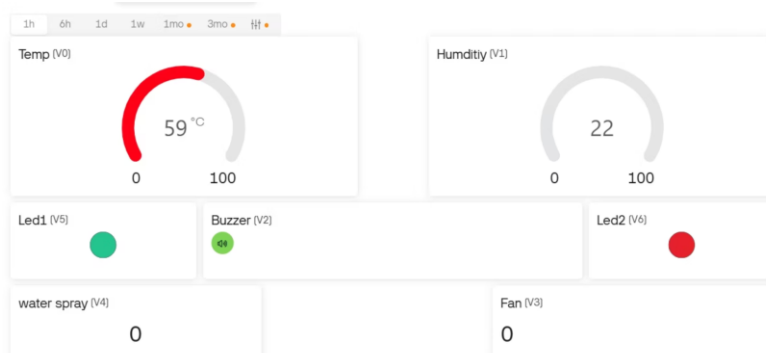 1h 6h 1d 1w 1mo 3mo
Temp (V0)
59 °C
0 100
Humditiy (V1)
22
0 100
Led1 (V5)
Buzzer (V2)
Led2 (V6)
water spray (V4)
0
Fan (V3)
0